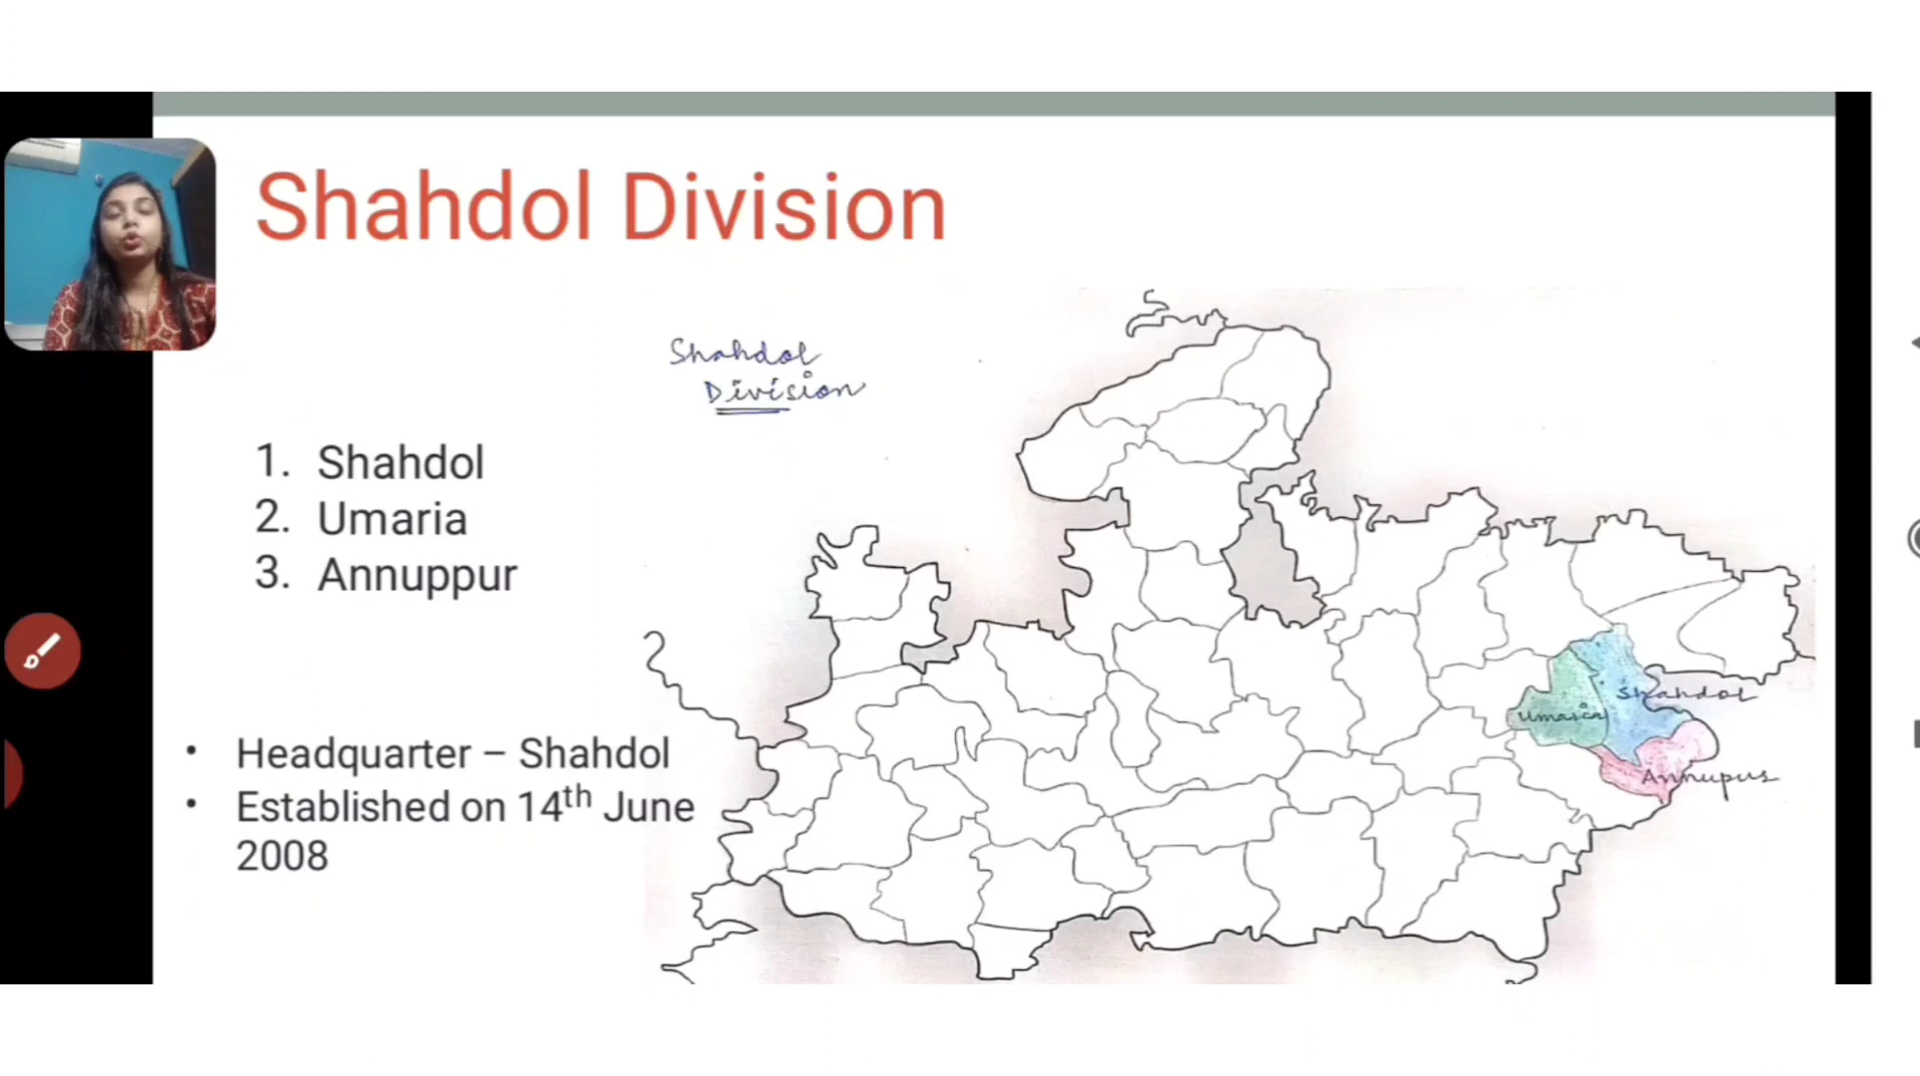 Shahdol Division
Shahdol
Division
1. Shahdol
2. Umaria
3. Annuppur
Shahdol
Umaria
Annupur
• Headquarter – Shahdol
• Established on 14th June
2008